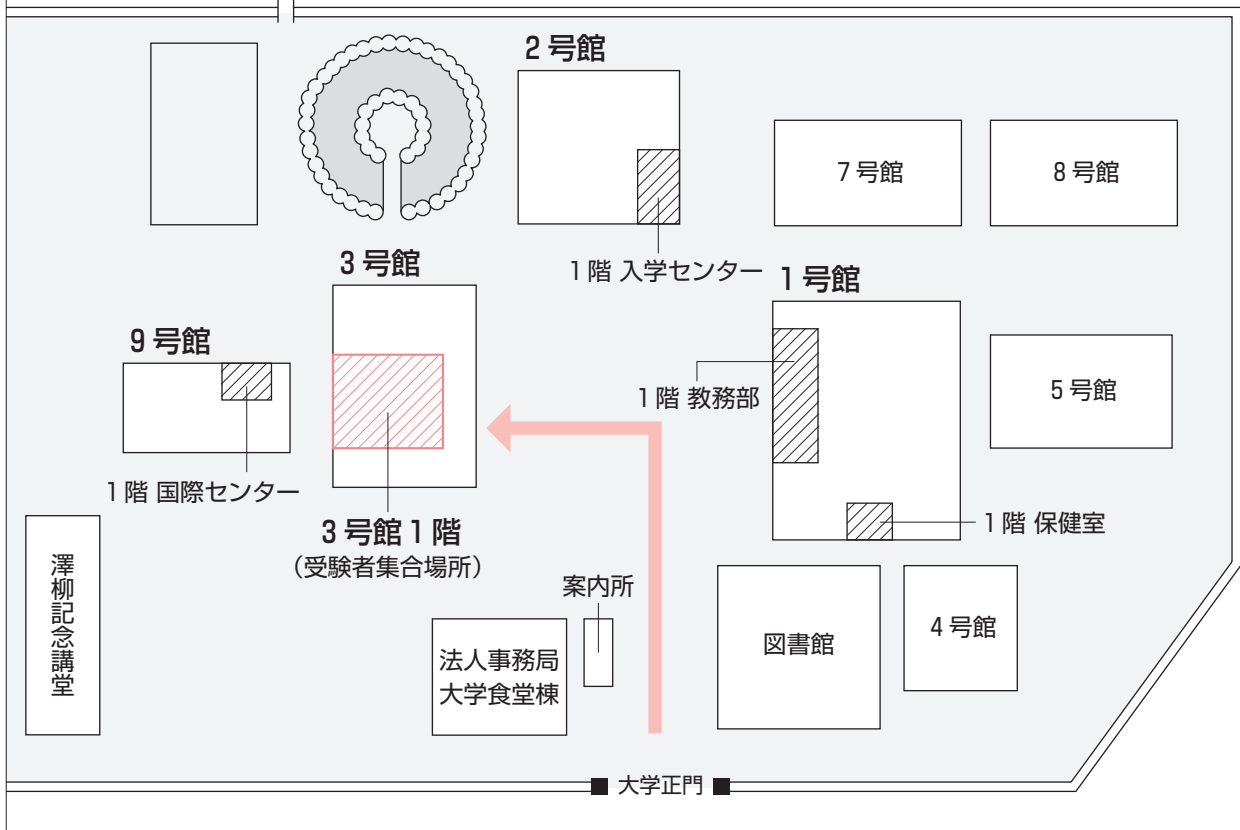 2号館
7号館
8号館
1階 入学センター
3号館
1号館
9号館
1階 教務部
5号館
1階 国際センター
3号館1階
（受験者集合場所）
1階 保健室
澤柳記念講堂
案内所
法人事務局
大学食堂棟
図書館
4号館
大学正門